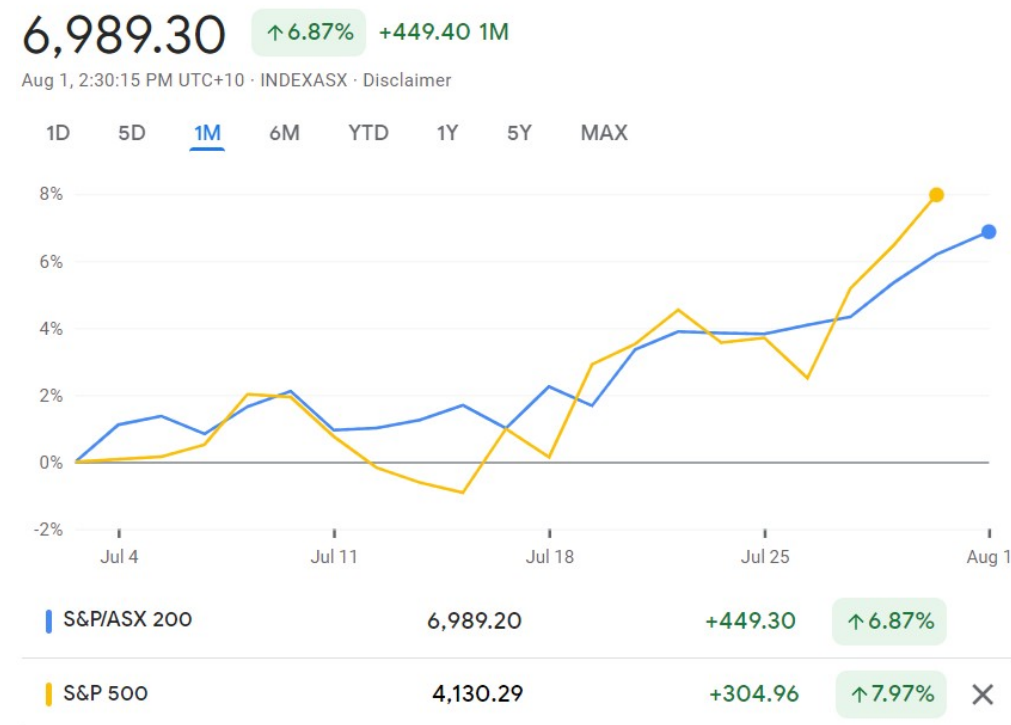 6,989.30 ↑6.87% +449.40 1M
Aug 1, 2:30:15 PM UTC+10 · INDEXASX · Disclaimer
1D 5D 1M 6M YTD 1Y 5Y MAX
8%
6%
4%
2%
0%
-2%
Jul 4 Jul 11 Jul 18 Jul 25 Aug 1
S&P/ASX 200 6,989.20 +449.30 ↑6.87%
S&P 500 4,130.29 +304.96 ↑7.97%